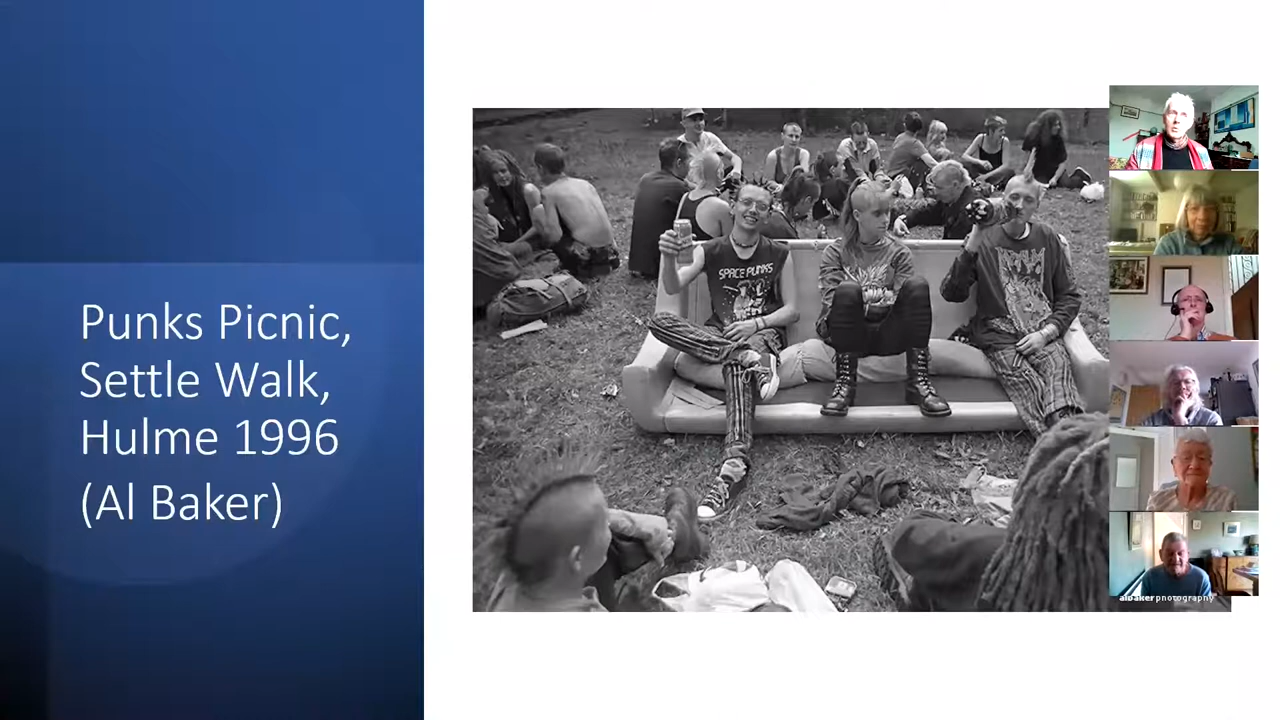 Punks Picnic,
Settle Walk,
Hulme 1996
(Al Baker)
SPACE PUNKS
albakerphotography